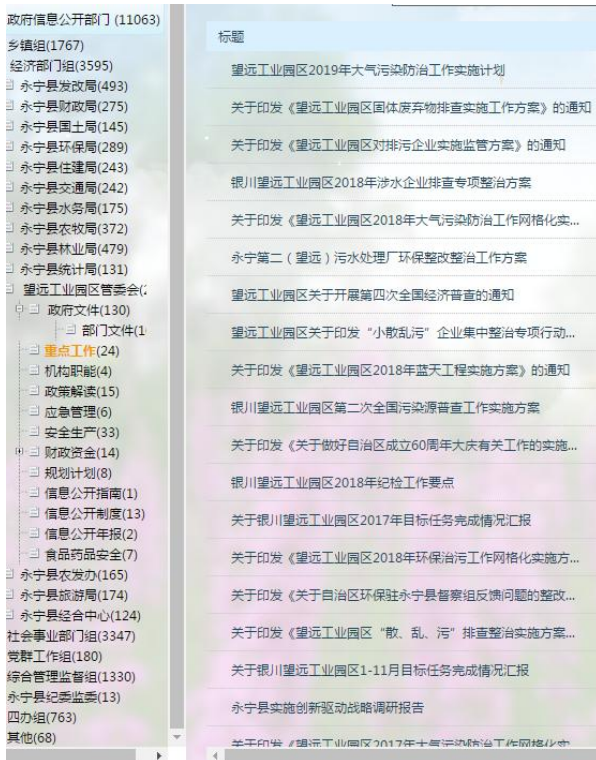 政府信息公开部门 (11063)
乡镇组(1767)
经济部门组(3595)
永宁县发改局(493)
永宁县财政局(275)
永宁县国土局(145)
永宁县环保局(289)
永宁县住建局(243)
永宁县交通局(242)
永宁县水务局(175)
永宁县农牧局(372)
永宁县林业局(479)
永宁县统计局(131)
望远工业园区管委会(
政府文件(130)
部门文件(1
重点工作(24)
机构职能(4)
政策解读(15)
应急管理(6)
安全生产(33)
财政资金(14)
规划计划(8)
信息公开指南(1)
信息公开制度(13)
信息公开年报(2)
食品药品安全(7)
永宁县农发办(165)
永宁县旅游局(174)
永宁县经合中心(124)
社会事业部门组(3347)
党群工作组(180)
综合管理监督组(1330)
永宁县纪委监委(13)
四办组(763)
其他(68)
标题
望远工业园区2019年大气污染防治工作实施计划
关于印发《望远工业园区固体废弃物排查实施工作方案》的通知
关于印发《望远工业园区对排污企业实施监管方案》的通知
银川望远工业园区2018年涉水企业排查专项整治方案
关于印发《望远工业园区2018年大气污染防治工作网格化实...
永宁第二（望远）污水处理厂环保整改整治工作方案
望远工业园区关于开展第四次全国经济普查的通知
望远工业园区关于印发“小散乱污”企业集中整治专项行动...
关于印发《望远工业园区2018年蓝天工程实施方案》的通知
银川望远工业园区第二次全国污染源普查工作实施方案
关于印发《关于做好自治区成立60周年大庆有关工作的实施...
银川望远工业园区2018年纪检工作要点
关于银川望远工业园区2017年目标任务完成情况汇报
关于印发《望远工业园区2018年环保治污工作网格化实施方...
关于印发《关于自治区环保驻永宁县督察组反馈问题的整改...
关于印发《望远工业园区“散、乱、污”排查整治实施方案...
关于银川望远工业园区1-11月目标任务完成情况汇报
永宁县实施创新驱动战略调研报告
关于印发《望远工业园区2017年大气污染防治工作网格化实